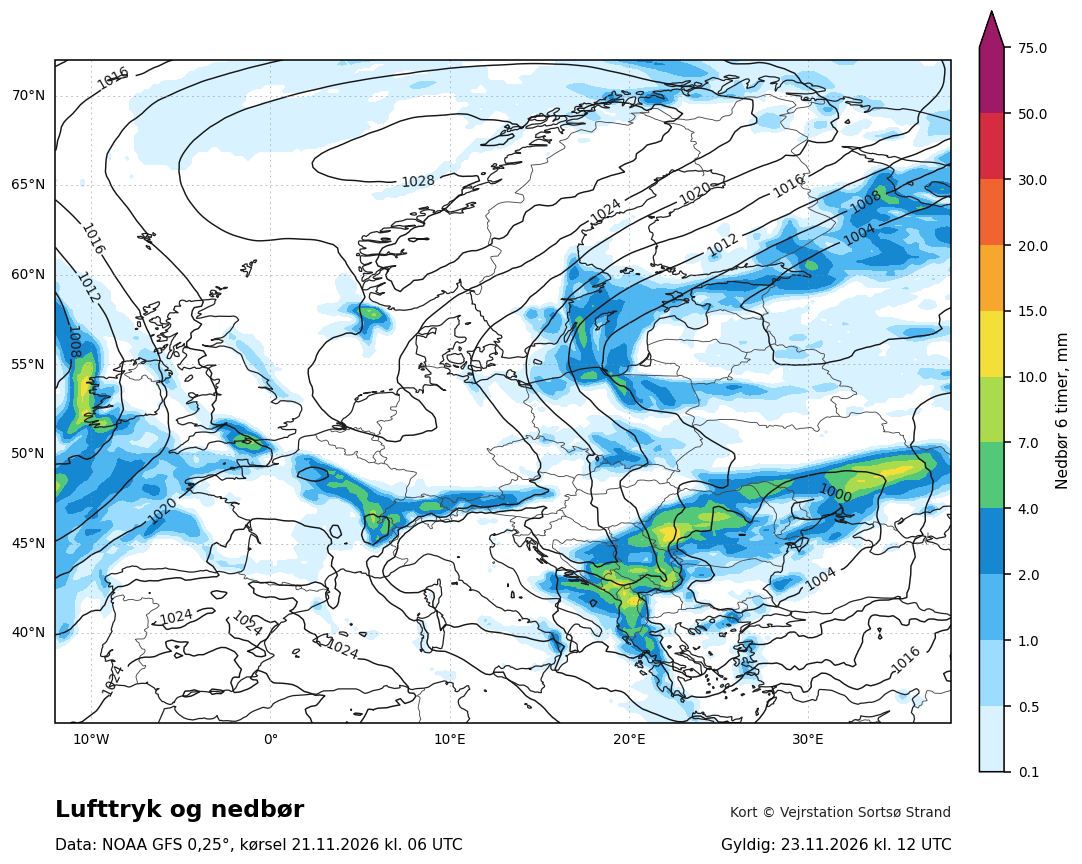 75.0
50.0
30.0
20.0
15.0
10.0
7.0
4.0
2.0
1.0
0.5
0.1
Nedbør 6 timer, mm
70°N
65°N
60°N
55°N
50°N
45°N
40°N
10°W
0°
10°E
20°E
30°E
1016
1028
1016
1024
1020
1016
1008
1004
1012
1012
1008
1020
1000
1004
1024
1024
1024
1024
1016
Lufttryk og nedbør
Kort © Vejrstation Sortsø Strand
Data: NOAA GFS 0,25°, kørsel 21.11.2026 kl. 06 UTC
Gyldig: 23.11.2026 kl. 12 UTC